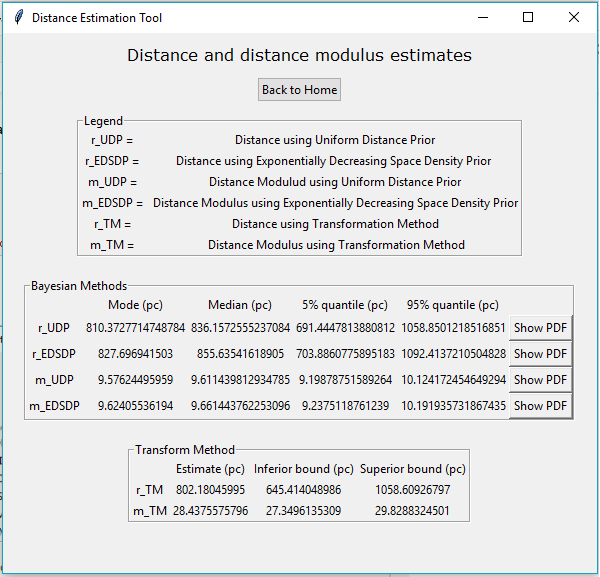 Distance Estimation Tool
Distance and distance modulus estimates
Back to Home
Legend
r_UDP = Distance using Uniform Distance Prior
r_EDSDP = Distance using Exponentially Decreasing Space Density Prior
m_UDP = Distance Modulud using Uniform Distance Prior
m_EDSDP = Distance Modulus using Exponentially Decreasing Space Density Prior
r_TM = Distance using Transformation Method
m_TM = Distance Modulus using Transformation Method
Bayesian Methods
Mode (pc) Median (pc) 5% quantile (pc) 95% quantile (pc)
r_UDP 810.3727714748784 836.1572555237084 691.4447813880812 1058.8501218516851 Show PDF
r_EDSDP 827.696941503 855.63541618905 703.8860775895183 1092.4137210504828 Show PDF
m_UDP 9.57624495959 9.611439812934785 9.19878751589264 10.124172454649294 Show PDF
m_EDSDP 9.62405536194 9.661443762253096 9.2375118761239 10.191935731867435 Show PDF
Transform Method
Estimate (pc) Inferior bound (pc) Superior bound (pc)
r_TM 802.18045995 645.414048986 1058.60926797
m_TM 28.4375575796 27.3496135309 29.8288324501